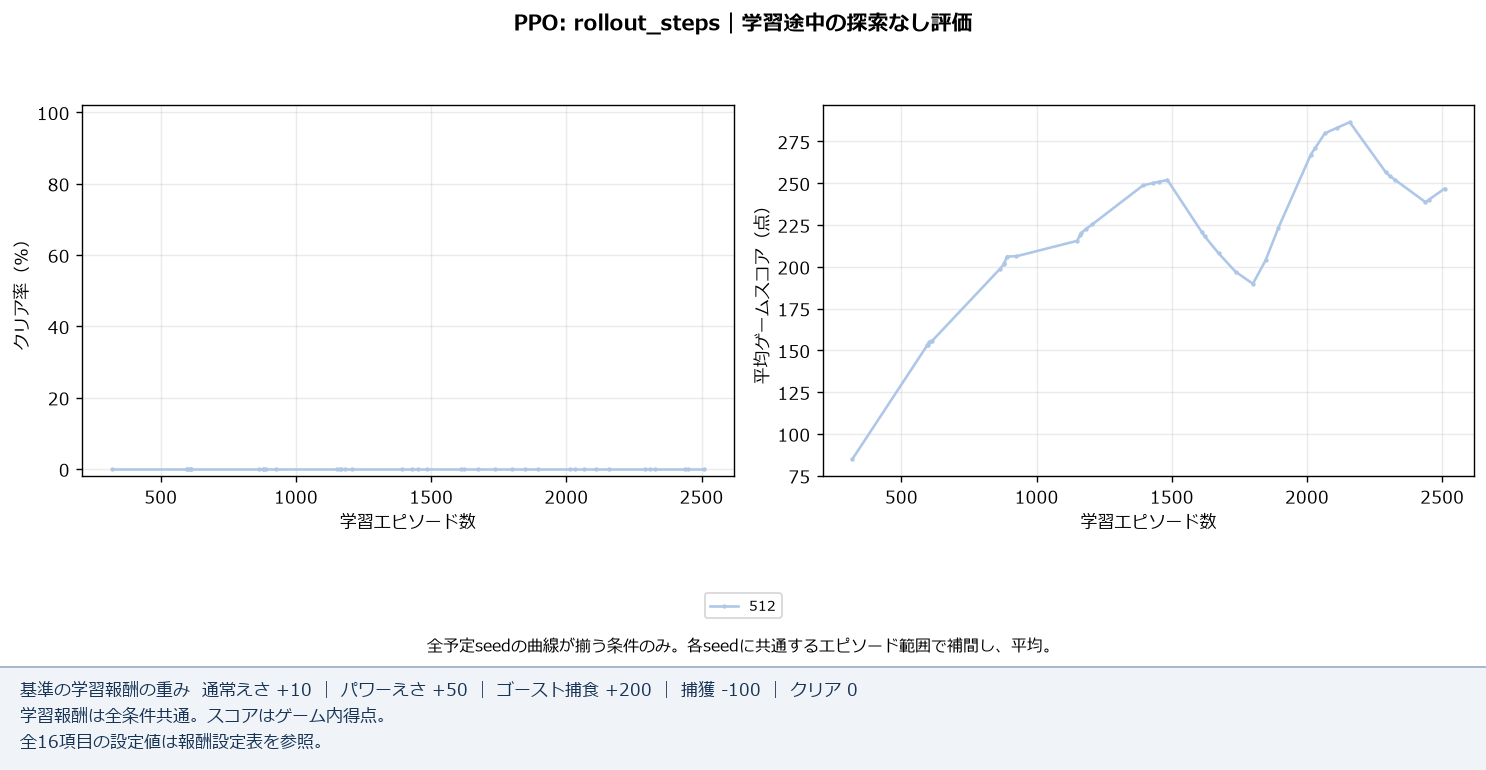 PPO: rollout_steps｜学習途中の探索なし評価
クリア率（%）
100
80
60
40
20
0
500
1000
1500
2000
2500
学習エピソード数
平均ゲームスコア（点）
275
250
225
200
175
150
125
100
75
500
1000
1500
2000
2500
学習エピソード数
512
全予定seedの曲線が揃う条件のみ。各seedに共通するエピソード範囲で補間し、平均。
基準の学習報酬の重み 通常えさ +10 ｜ パワーえさ +50 ｜ ゴースト捕食 +200 ｜ 捕獲 -100 ｜ クリア 0
学習報酬は全条件共通。スコアはゲーム内得点。
全16項目の設定値は報酬設定表を参照。